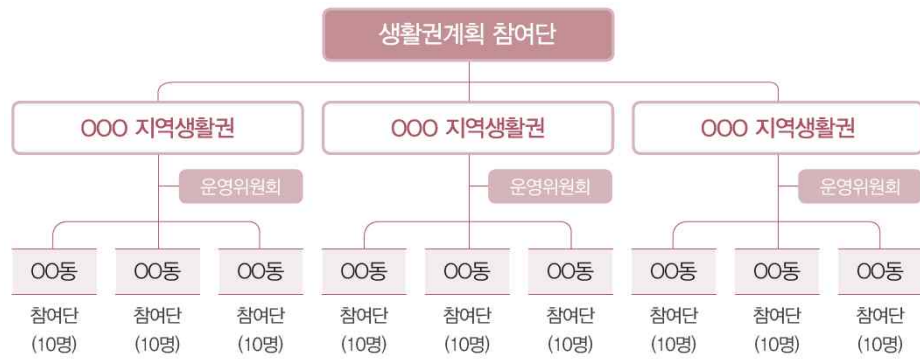 생활권계획 참여단
OOO 지역생활권 OOO 지역생활권 OOO 지역생활권
운영위원회 운영위원회 운영위원회
OO동 OO동 OO동 OO동 OO동 OO동 OO동 OO동 OO동
참여단 참여단 참여단 참여단 참여단 참여단 참여단 참여단 참여단
(10명) (10명) (10명) (10명) (10명) (10명) (10명) (10명) (10명)